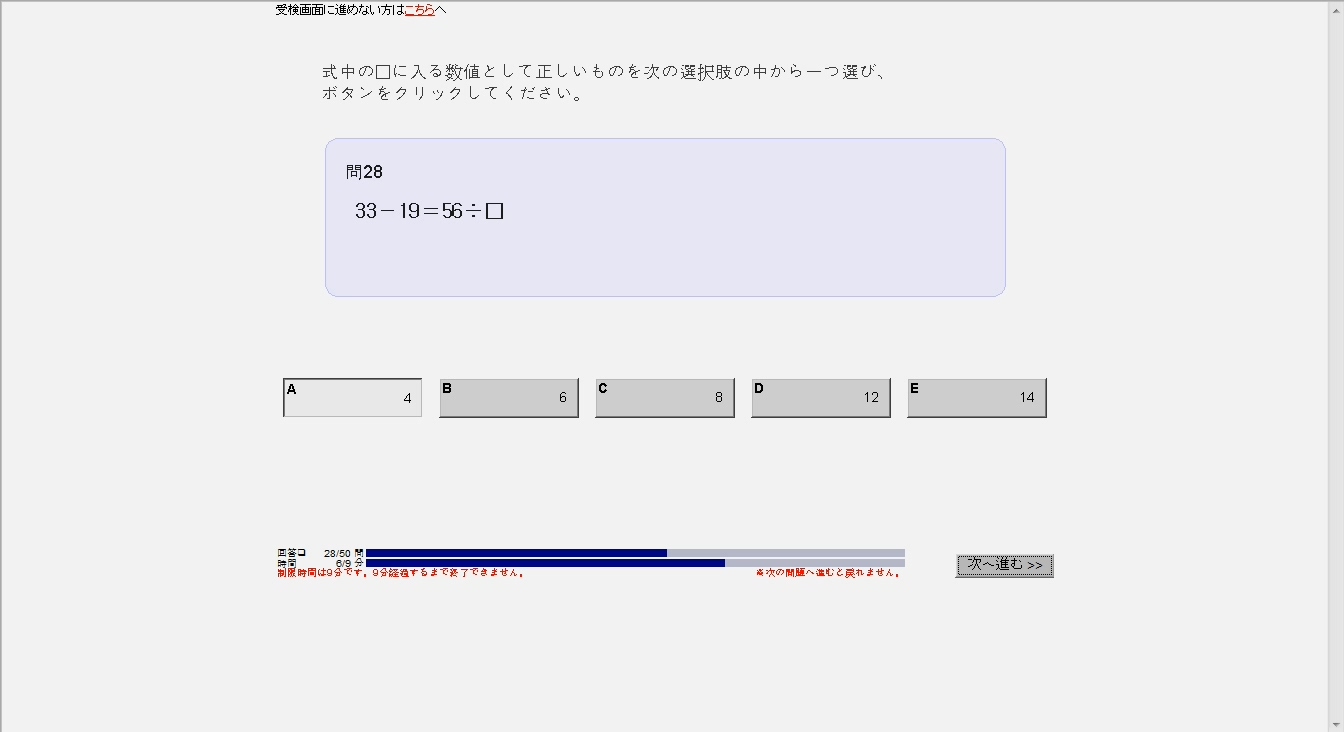 受検画面に進めない方はこちらへ
式中の□に入る数値として正しいものを次の選択肢の中から一つ選び、
ボタンをクリックしてください。
問28
33－19＝56÷□
A 4
B 6
C 8
D 12
E 14
回答口 28/50 問
時間 6/9 分
制限時間は9分です。9分経過するまで終了できません。
※次の問題へ進むと戻れません。
次へ進む >>